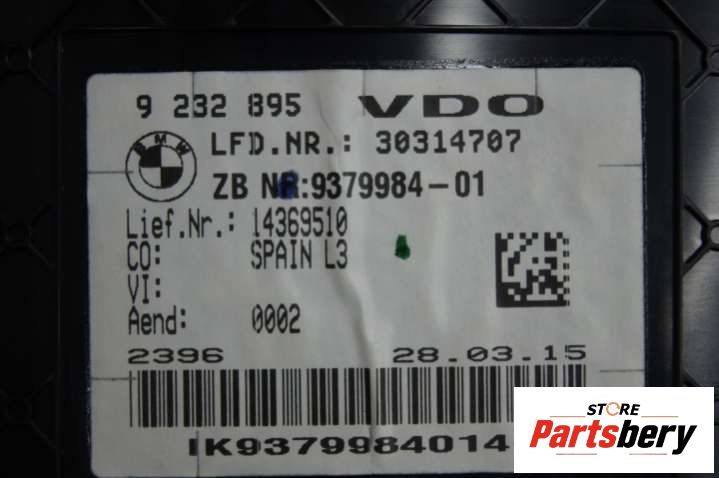 9 232 895 VDO
BMW
LFD.NR.: 30314707
ZB NR:9379984-01
Lief.Nr.: 14369510
CO: SPAIN L3
VI:
Aend: 0002
2396 28.03.15
IK9379984014
STORE
Partsbery